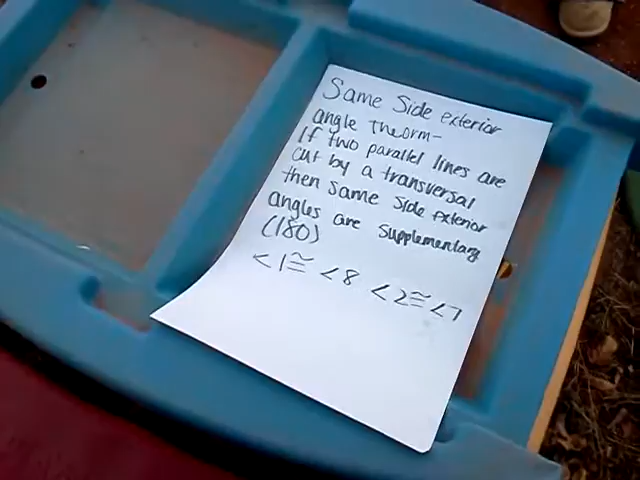 Same Side exterior
angle theorm-
If two parallel lines are
cut by a transversal
then same side exterior
angles are supplementary
(180)
<1≅ <8 <2≅ <7